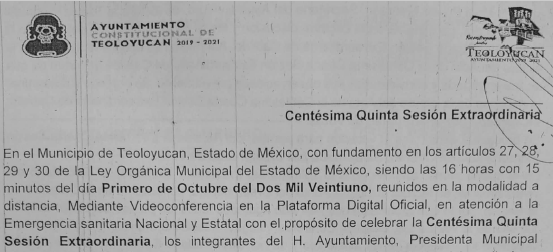 AYUNTAMIENTO
CONSTITUCIONAL DE
TEOLOYUCAN 2019 - 2021
TEOLOYUCAN
AYUNTAMIENTO 2019 - 2021
Centésima Quinta Sesión Extraordinaria
En el Municipio de Teoloyucan, Estado de México, con fundamento en los artículos 27, 28,
29 y 30 de la Ley Orgánica Municipal del Estado de México, siendo las 16 horas con 15
minutos del día Primero de Octubre del Dos Mil Veintiuno, reunidos en la modalidad a
distancia, Mediante Videoconferencia en la Plataforma Digital Oficial, en atención a la
Emergencia sanitaria Nacional y Estatal con el propósito de celebrar la Centésima Quinta
Sesión Extraordinaria, los integrantes del H. Ayuntamiento, Presidenta Municipal